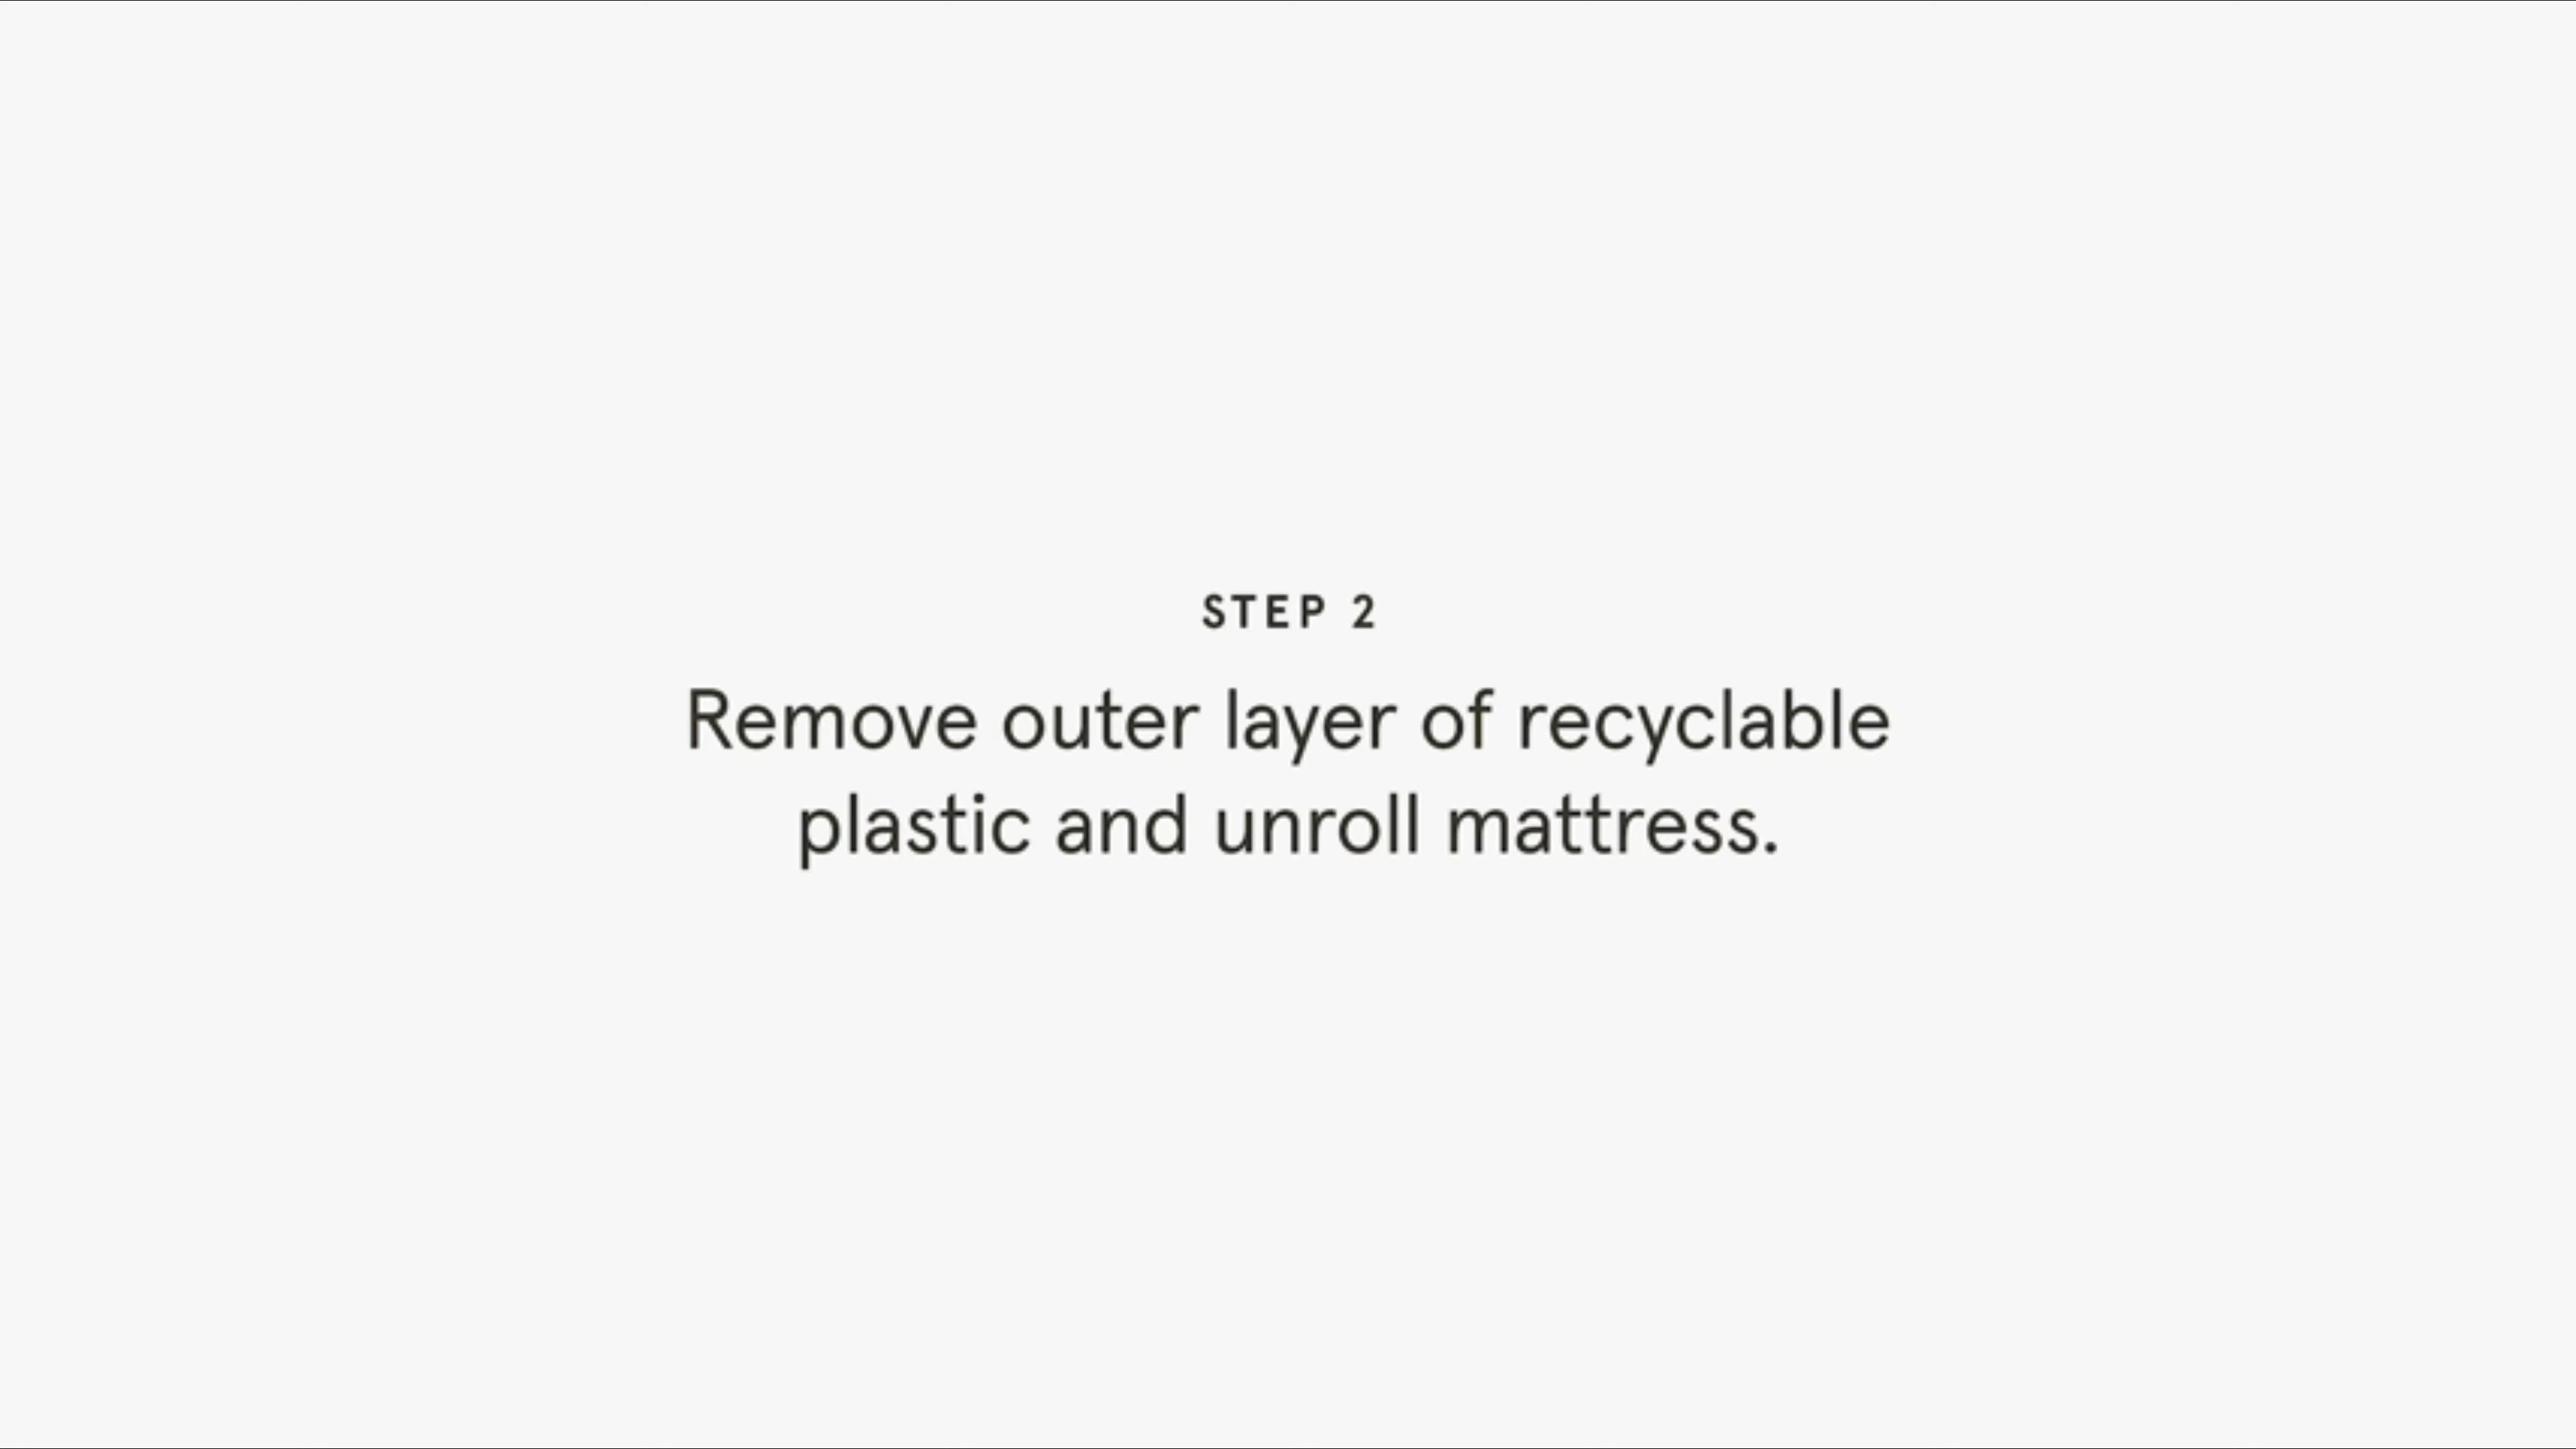 STEP 2
Remove outer layer of recyclable
plastic and unroll mattress.